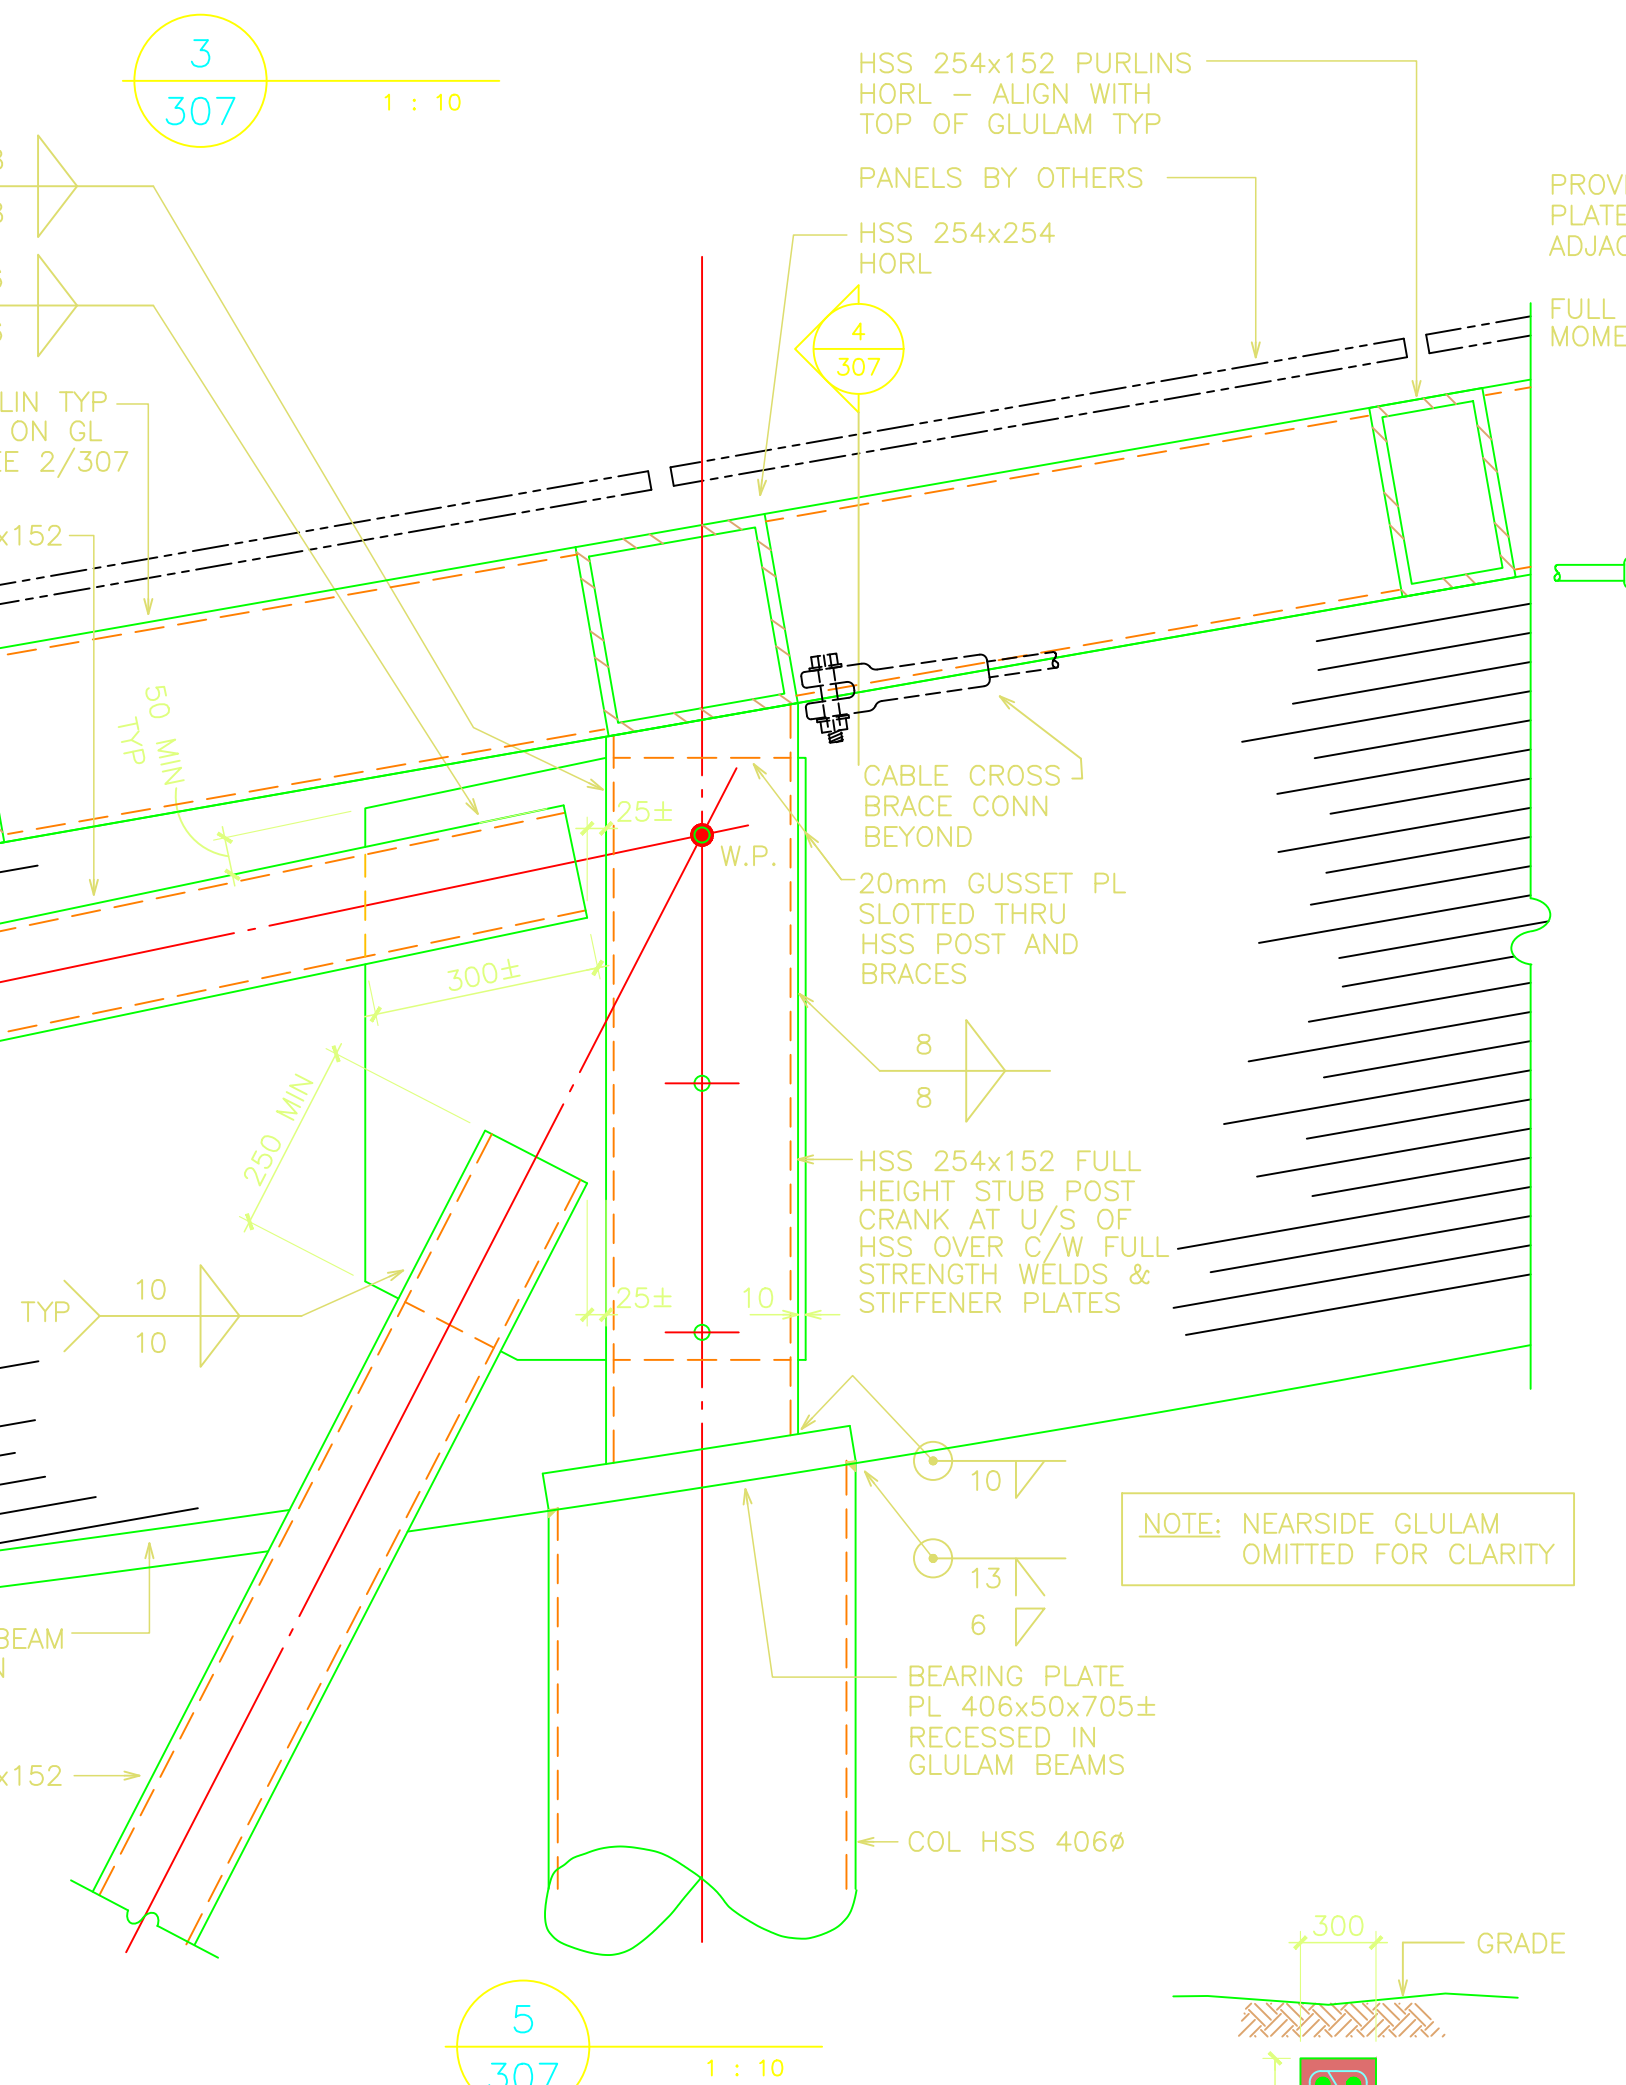 3
307
1 : 10
HSS 254x152 PURLINS
HORL – ALIGN WITH
TOP OF GLULAM TYP
PANELS BY OTHERS
HSS 254x254
HORL
4
307
FULL
TYP
ON GL
2/307
50 MIN
TYP
25±
W.P.
CABLE CROSS
BRACE CONN
BEYOND
20mm GUSSET PL
SLOTTED THRU
HSS POST AND
BRACES
300±
8
8
250 MIN
HSS 254x152 FULL
HEIGHT STUB POST
CRANK AT U/S OF
HSS OVER C/W FULL
STRENGTH WELDS &
STIFFENER PLATES
TYP
10
10
25±
10
10
13
6
NOTE: NEARSIDE GLULAM
OMITTED FOR CLARITY
BEAM
BEARING PLATE
PL 406x50x705±
RECESSED IN
GLULAM BEAMS
COL HSS 406ø
300
GRADE
5
307
1 : 10